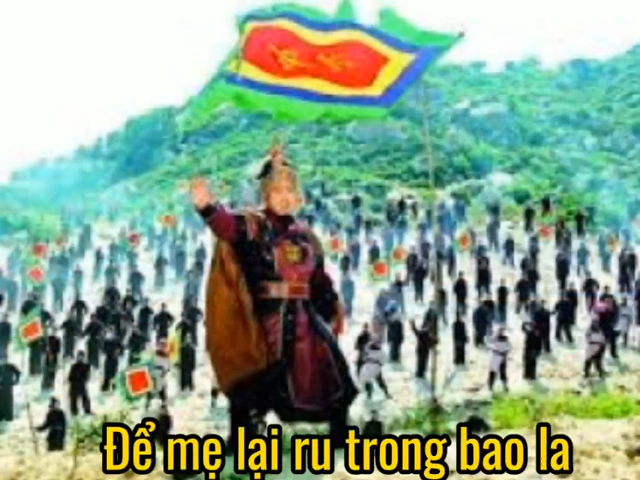 Để mẹ lại ru trong bao la